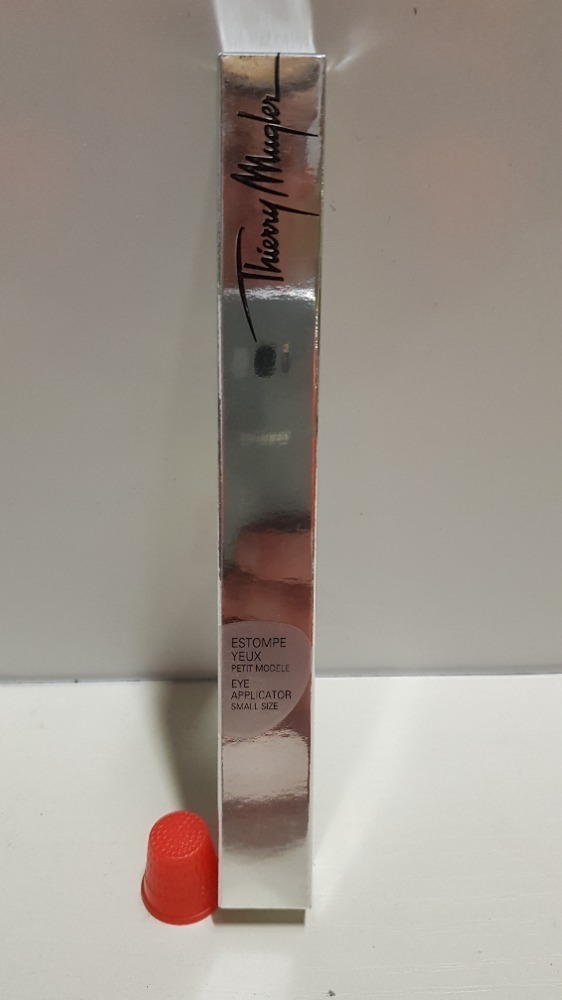 Thierry Mugler
ESTOMPE
YEUX
PETIT MODELE
EYE
APPLICATOR
SMALL SIZE